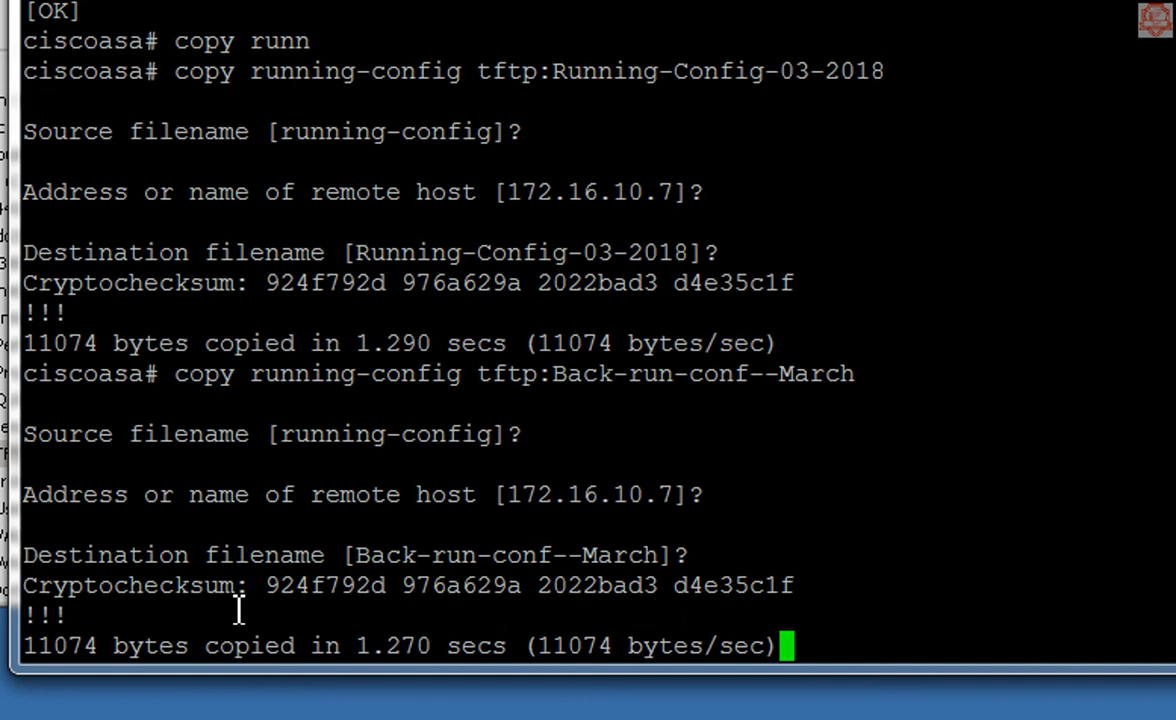 [OK]
ciscoasa# copy runn
ciscoasa# copy running-config tftp:Running-Config-03-2018
Source filename [running-config]?
Address or name of remote host [172.16.10.7]?
Destination filename [Running-Config-03-2018]?
Cryptochecksum: 924f792d 976a629a 2022bad3 d4e35c1f
!!!
11074 bytes copied in 1.290 secs (11074 bytes/sec)
ciscoasa# copy running-config tftp:Back-run-conf--March
Source filename [running-config]?
Address or name of remote host [172.16.10.7]?
Destination filename [Back-run-conf--March]?
Cryptochecksum: 924f792d 976a629a 2022bad3 d4e35c1f
!!!
11074 bytes copied in 1.270 secs (11074 bytes/sec)